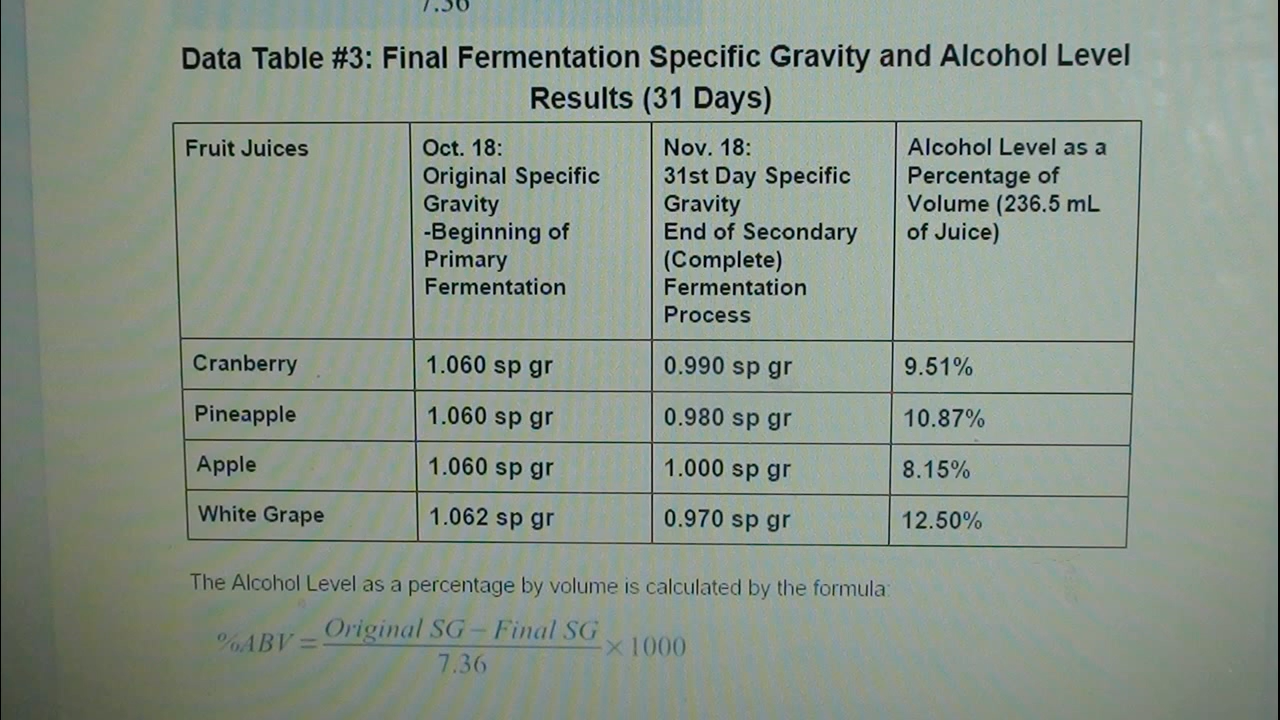 7.36
Data Table #3: Final Fermentation Specific Gravity and Alcohol Level
Results (31 Days)
Fruit Juices
Oct. 18:
Original Specific
Gravity
-Beginning of
Primary
Fermentation
Nov. 18:
31st Day Specific
Gravity
End of Secondary
(Complete)
Fermentation
Process
Alcohol Level as a
Percentage of
Volume (236.5 mL
of Juice)
Cranberry 1.060 sp gr 0.990 sp gr 9.51%
Pineapple 1.060 sp gr 0.980 sp gr 10.87%
Apple 1.060 sp gr 1.000 sp gr 8.15%
White Grape 1.062 sp gr 0.970 sp gr 12.50%
The Alcohol Level as a percentage by volume is calculated by the formula:
%ABV = Original SG – Final SG / 7.36 × 1000